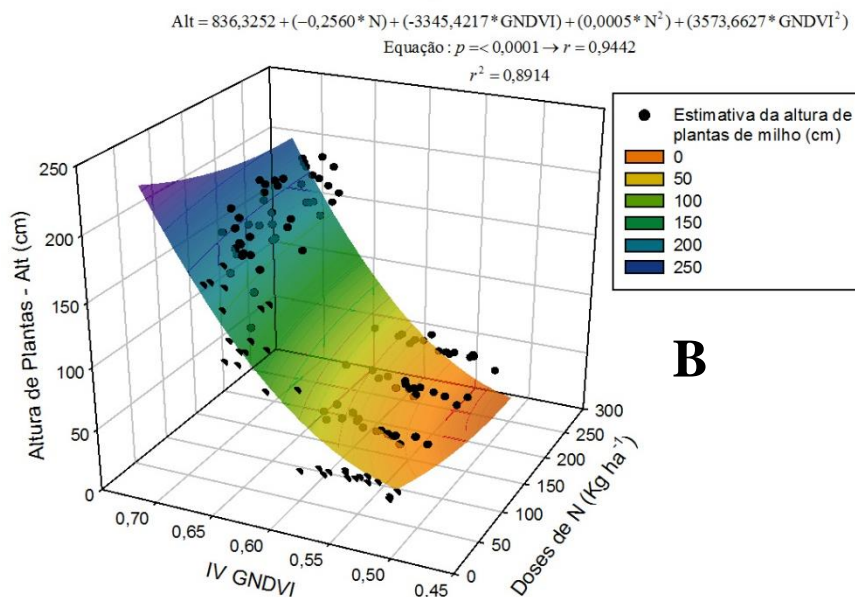 Alt = 836,3252 + (−0,2560* N) + (-3345,4217* GNDVI) + (0,0005* N²) + (3573,6627* GNDVI²)
Equação : p =< 0,0001 → r = 0,9442
r² = 0,8914
Estimativa da altura de
plantas de milho (cm)
0
50
100
150
200
250
B
Altura de Plantas - Alt (cm)
250
200
150
100
50
0
0,70
0,65
0,60
0,55
0,50
0.45
IV GNDVI
0
50
100
150
200
250
300
Doses de N (Kg ha⁻¹)